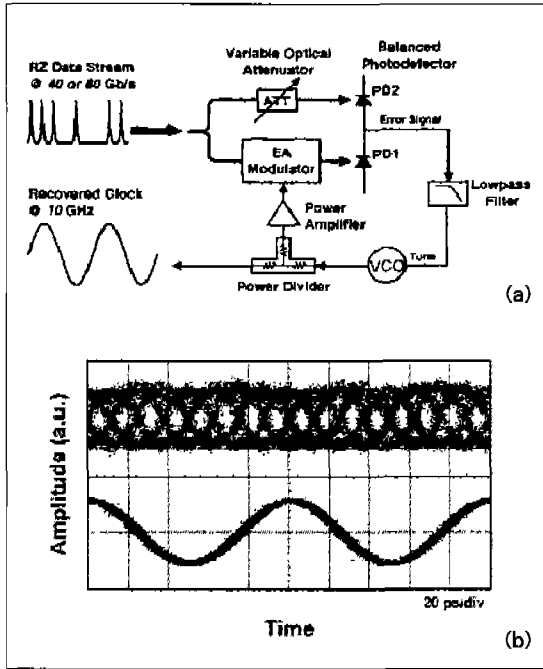 RZ Data Stream
@ 40 or 80 Gb/s
Variable Optical
Attenuator
ATT
Balanced
Photodetector
PD2
Error Signal
EA
Modulator
PD1
Recovered Clock
@ 10 GHz
Power
Amplifier
Lowpass
Filter
VCO
Tune
Power Divider
(a)
Amplitude (a.u.)
20 ps/div
Time
(b)